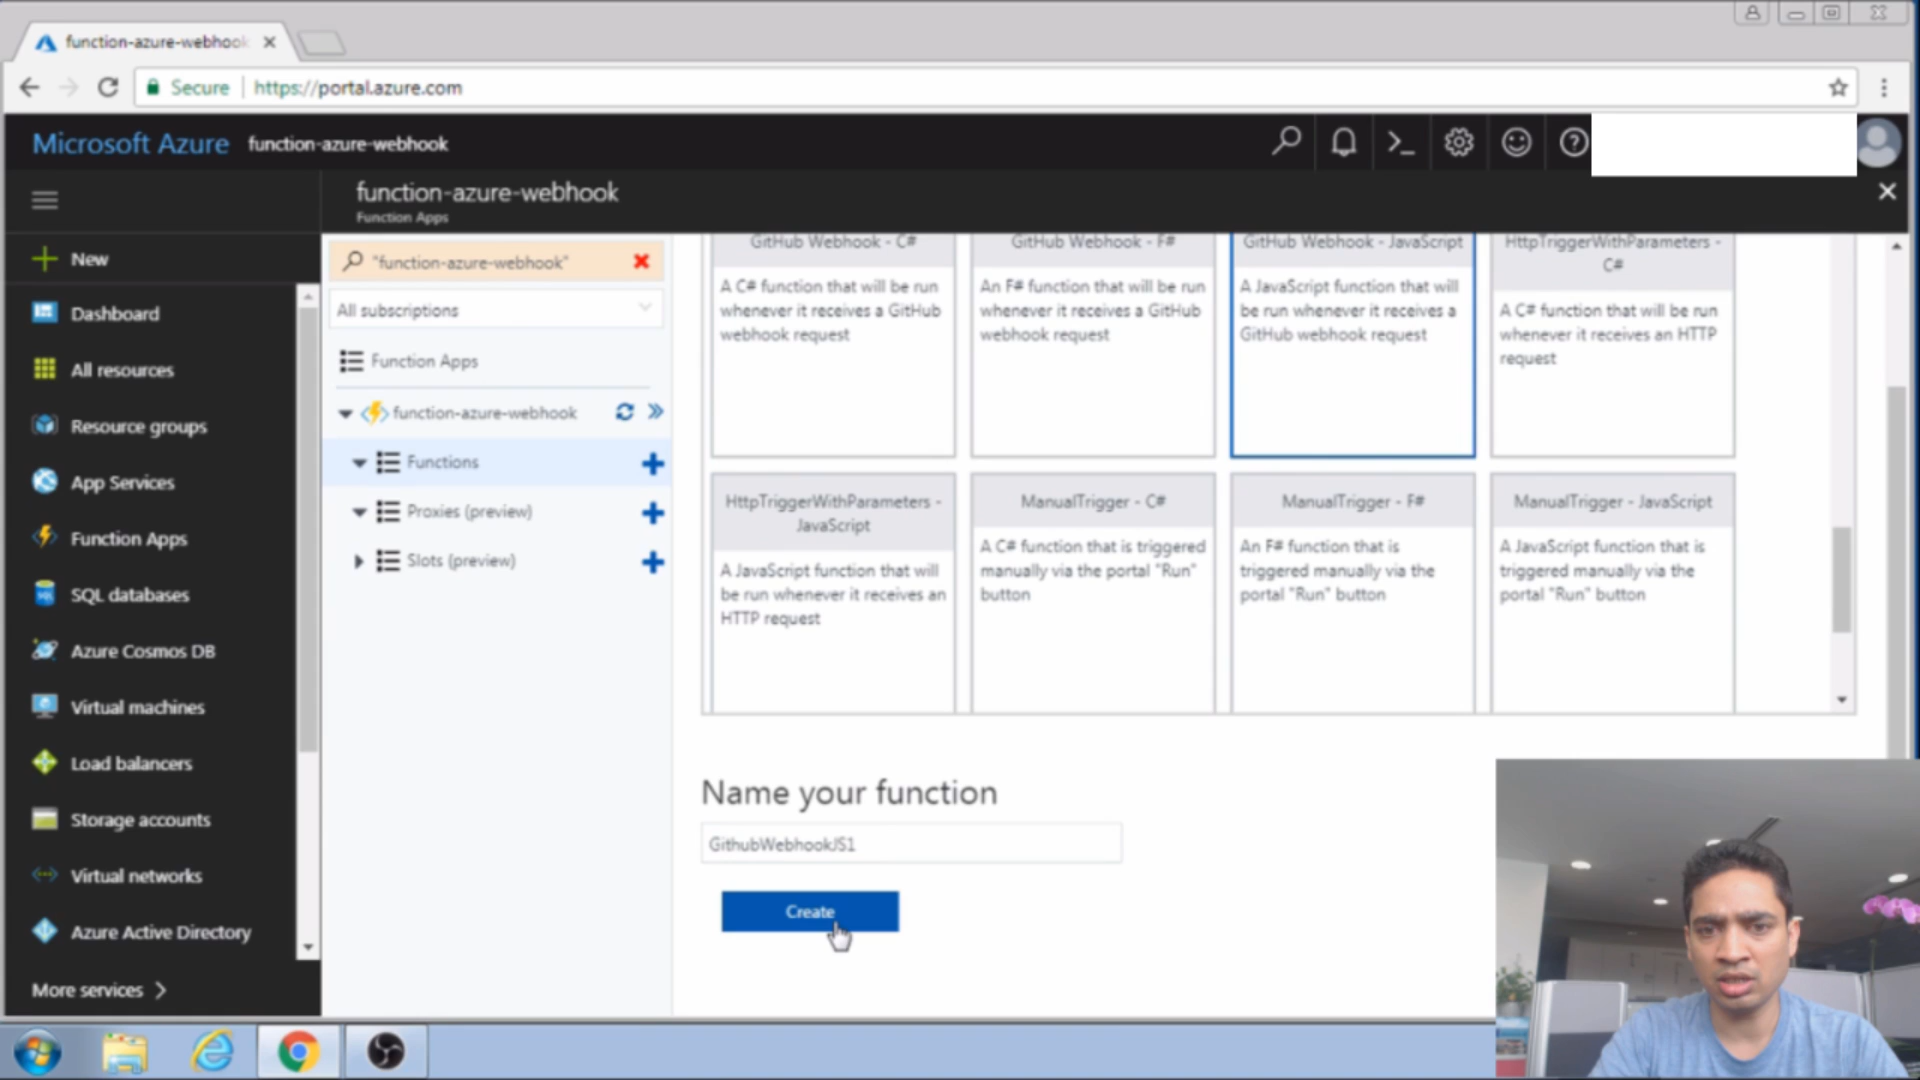 function-azure-webhook
Secure
https://portal.azure.com
Microsoft Azure
function-azure-webhook
function-azure-webhook
Function Apps
New
Dashboard
All resources
Resource groups
App Services
Function Apps
SQL databases
Azure Cosmos DB
Virtual machines
Load balancers
Storage accounts
Virtual networks
Azure Active Directory
More services
"function-azure-webhook"
All subscriptions
Function Apps
function-azure-webhook
Functions
Proxies (preview)
Slots (preview)
GitHub Webhook - C#
A C# function that will be run
whenever it receives a GitHub
webhook request
GitHub Webhook - F#
An F# function that will be run
whenever it receives a GitHub
webhook request
GitHub Webhook - JavaScript
A JavaScript function that will
be run whenever it receives a
GitHub webhook request
HttpTriggerWithParameters -
C#
A C# function that will be run
whenever it receives an HTTP
request
HttpTriggerWithParameters -
JavaScript
A JavaScript function that will
be run whenever it receives an
HTTP request
ManualTrigger - C#
A C# function that is triggered
manually via the portal "Run"
button
ManualTrigger - F#
An F# function that is
triggered manually via the
portal "Run" button
ManualTrigger - JavaScript
A JavaScript function that is
triggered manually via the
portal "Run" button
Name your function
GithubWebhookJS1
Create